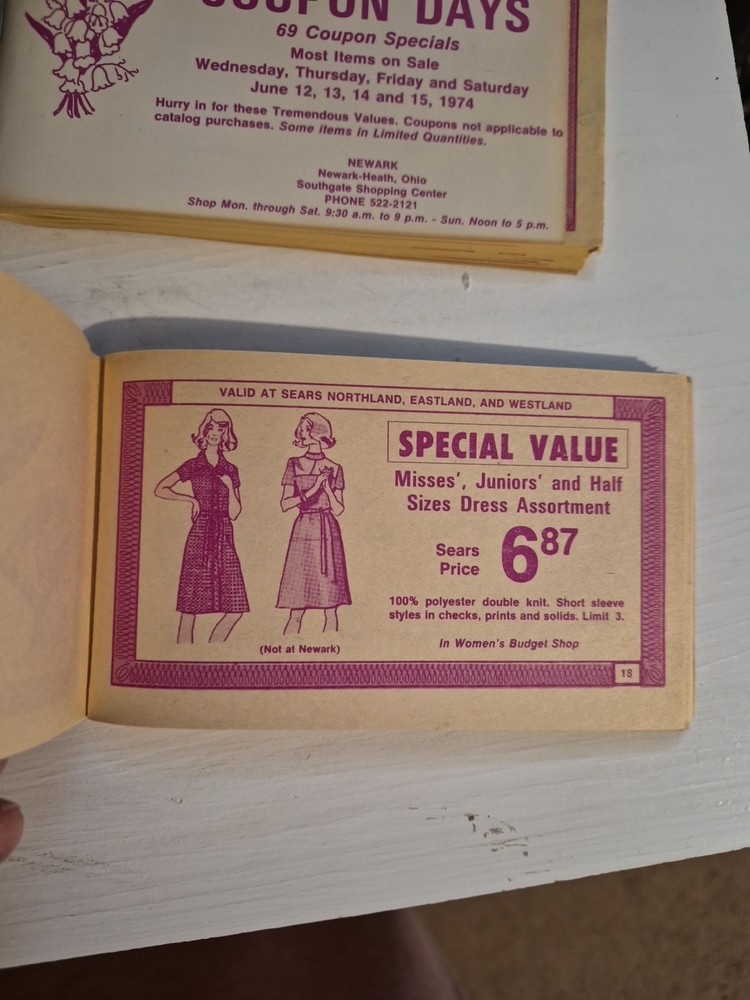 COUPON DAYS
69 Coupon Specials
Most Items on Sale
Wednesday, Thursday, Friday and Saturday
June 12, 13, 14 and 15, 1974
Hurry in for these Tremendous Values. Coupons not applicable to
catalog purchases. Some items in Limited Quantities.
NEWARK
Newark-Heath, Ohio
Southgate Shopping Center
PHONE 522-2121
Shop Mon. through Sat. 9:30 a.m. to 9 p.m. - Sun. Noon to 5 p.m.
VALID AT SEARS NORTHLAND, EASTLAND, AND WESTLAND
SPECIAL VALUE
Misses', Juniors' and Half
Sizes Dress Assortment
Sears
Price
6 87
100% polyester double knit. Short sleeve
styles in checks, prints and solids. Limit 3.
(Not at Newark)
In Women's Budget Shop
18